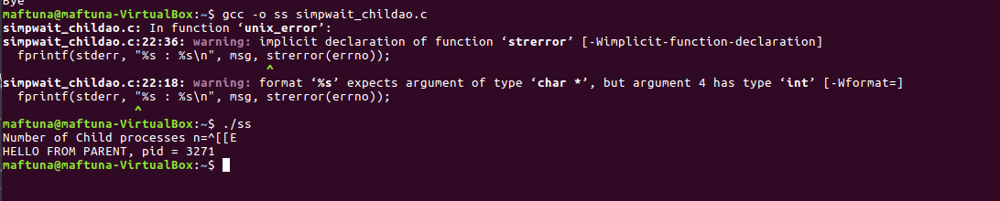 Bye
maftuna@maftuna-VirtualBox:~$ gcc -o ss simpwait_childao.c
simpwait_childao.c: In function ‘unix_error’:
simpwait_childao.c:22:36: warning: implicit declaration of function ‘strerror’ [-Wimplicit-function-declaration]
  fprintf(stderr, "%s : %s\n", msg, strerror(errno));
                                    ^
simpwait_childao.c:22:18: warning: format ‘%s’ expects argument of type ‘char *’, but argument 4 has type ‘int’ [-Wformat=]
  fprintf(stderr, "%s : %s\n", msg, strerror(errno));
                  ^
maftuna@maftuna-VirtualBox:~$ ./ss
Number of Child processes n=^[[E
HELLO FROM PARENT, pid = 3271
maftuna@maftuna-VirtualBox:~$